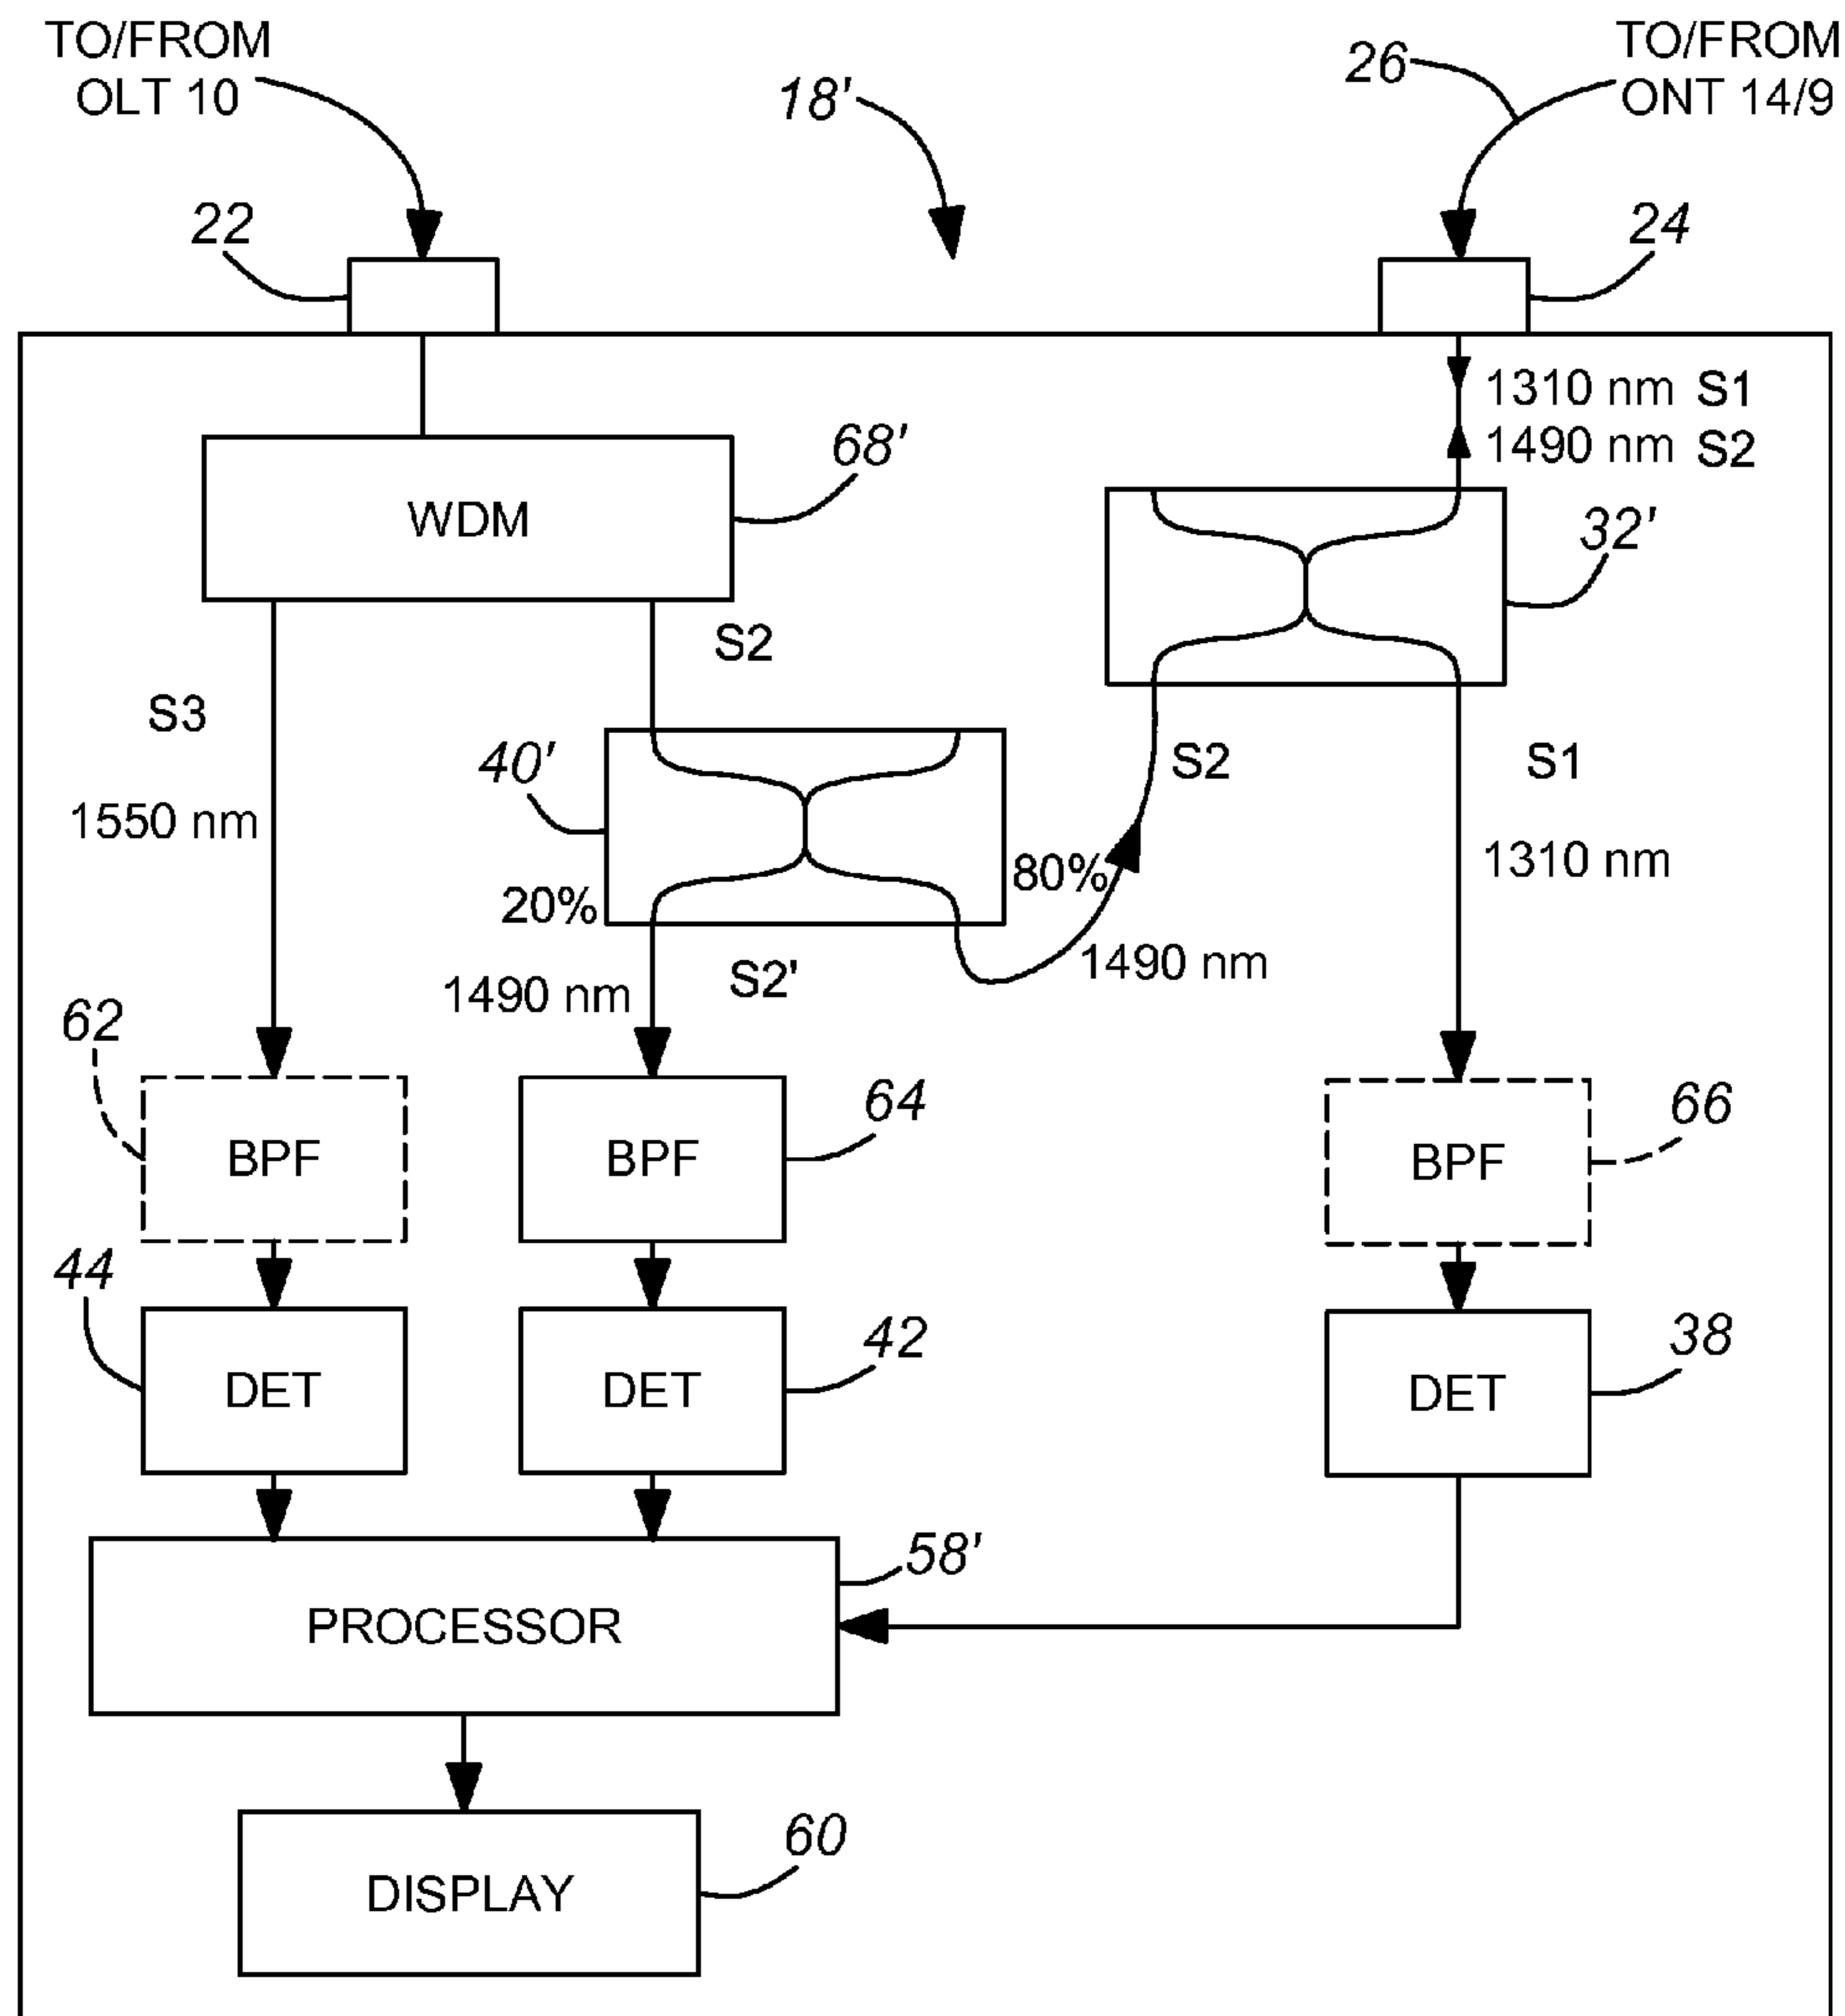 TO/FROM
OLT 10
18'
26
TO/FROM
ONT 14/9
22
24
1310 nm S1
1490 nm S2
68'
WDM
32'
S2
S3
40'
S2
S1
1550 nm
80%
1310 nm
20%
1490 nm
S2'
1490 nm
62
64
66
BPF
BPF
BPF
44
42
38
DET
DET
DET
58'
PROCESSOR
60
DISPLAY